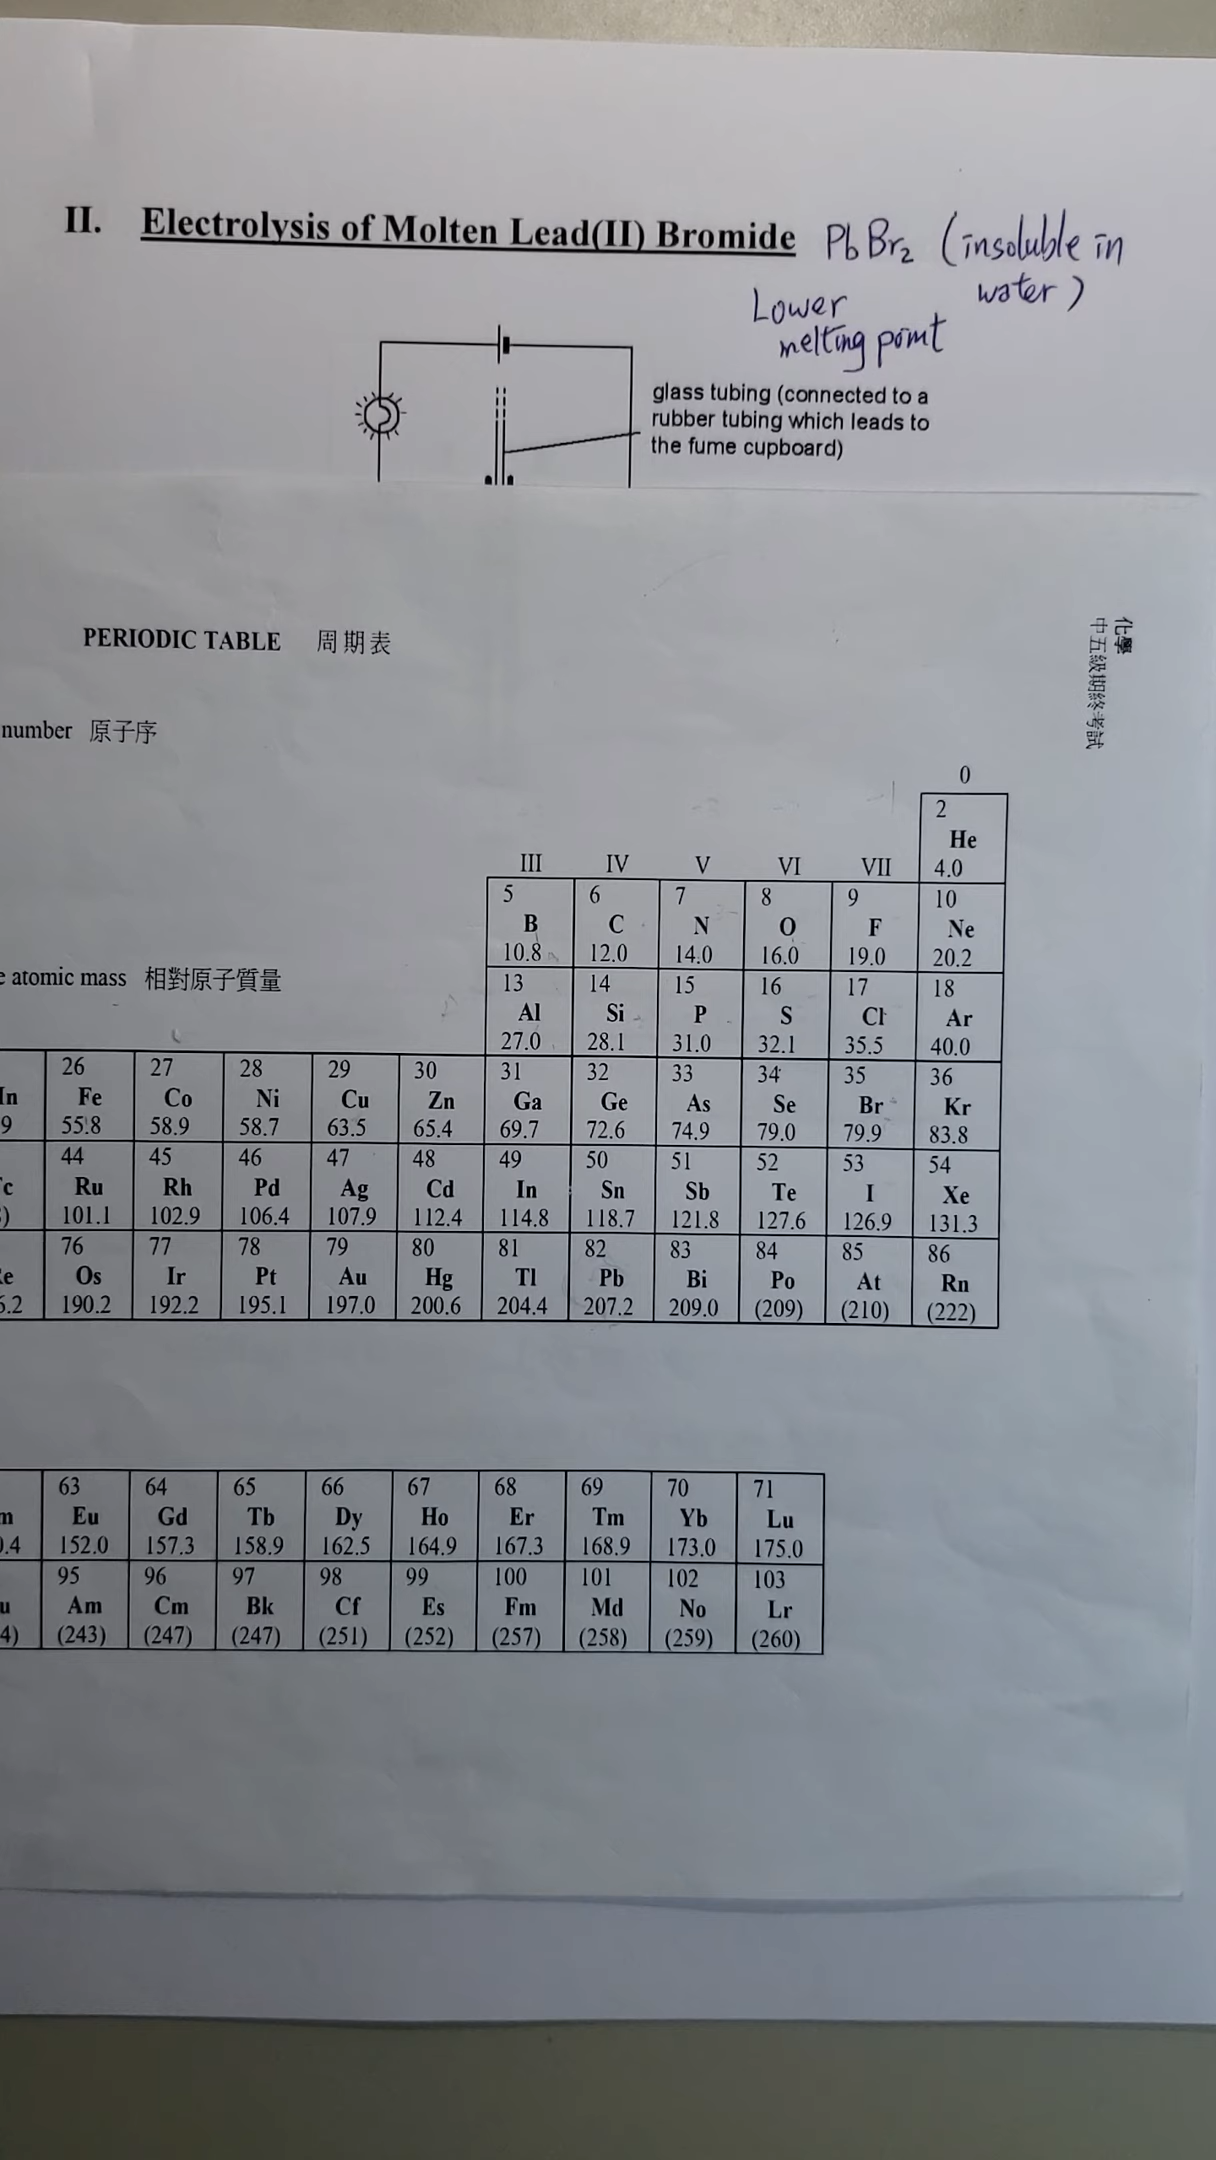 II. Electrolysis of Molten Lead(II) Bromide PbBr₂ (insoluble in
water)
Lower
melting point
glass tubing (connected to a
rubber tubing which leads to
the fume cupboard)
化學
中五級期終考試
PERIODIC TABLE 周期表
number 原子序
0
2
He
4.0
III IV V VI VII
5 6 7 8 9 10
B C N O F Ne
10.8 12.0 14.0 16.0 19.0 20.2
atomic mass 相對原子質量
13 14 15 16 17 18
Al Si P S Cl Ar
27.0 28.1 31.0 32.1 35.5 40.0
26 27 28 29 30 31 32 33 34 35 36
Fe Co Ni Cu Zn Ga Ge As Se Br Kr
9 55.8 58.9 58.7 63.5 65.4 69.7 72.6 74.9 79.0 79.9 83.8
44 45 46 47 48 49 50 51 52 53 54
c Ru Rh Pd Ag Cd In Sn Sb Te I Xe
) 101.1 102.9 106.4 107.9 112.4 114.8 118.7 121.8 127.6 126.9 131.3
76 77 78 79 80 81 82 83 84 85 86
e Os Ir Pt Au Hg Tl Pb Bi Po At Rn
5.2 190.2 192.2 195.1 197.0 200.6 204.4 207.2 209.0 (209) (210) (222)
63 64 65 66 67 68 69 70 71
m Eu Gd Tb Dy Ho Er Tm Yb Lu
0.4 152.0 157.3 158.9 162.5 164.9 167.3 168.9 173.0 175.0
95 96 97 98 99 100 101 102 103
u Am Cm Bk Cf Es Fm Md No Lr
4) (243) (247) (247) (251) (252) (257) (258) (259) (260)